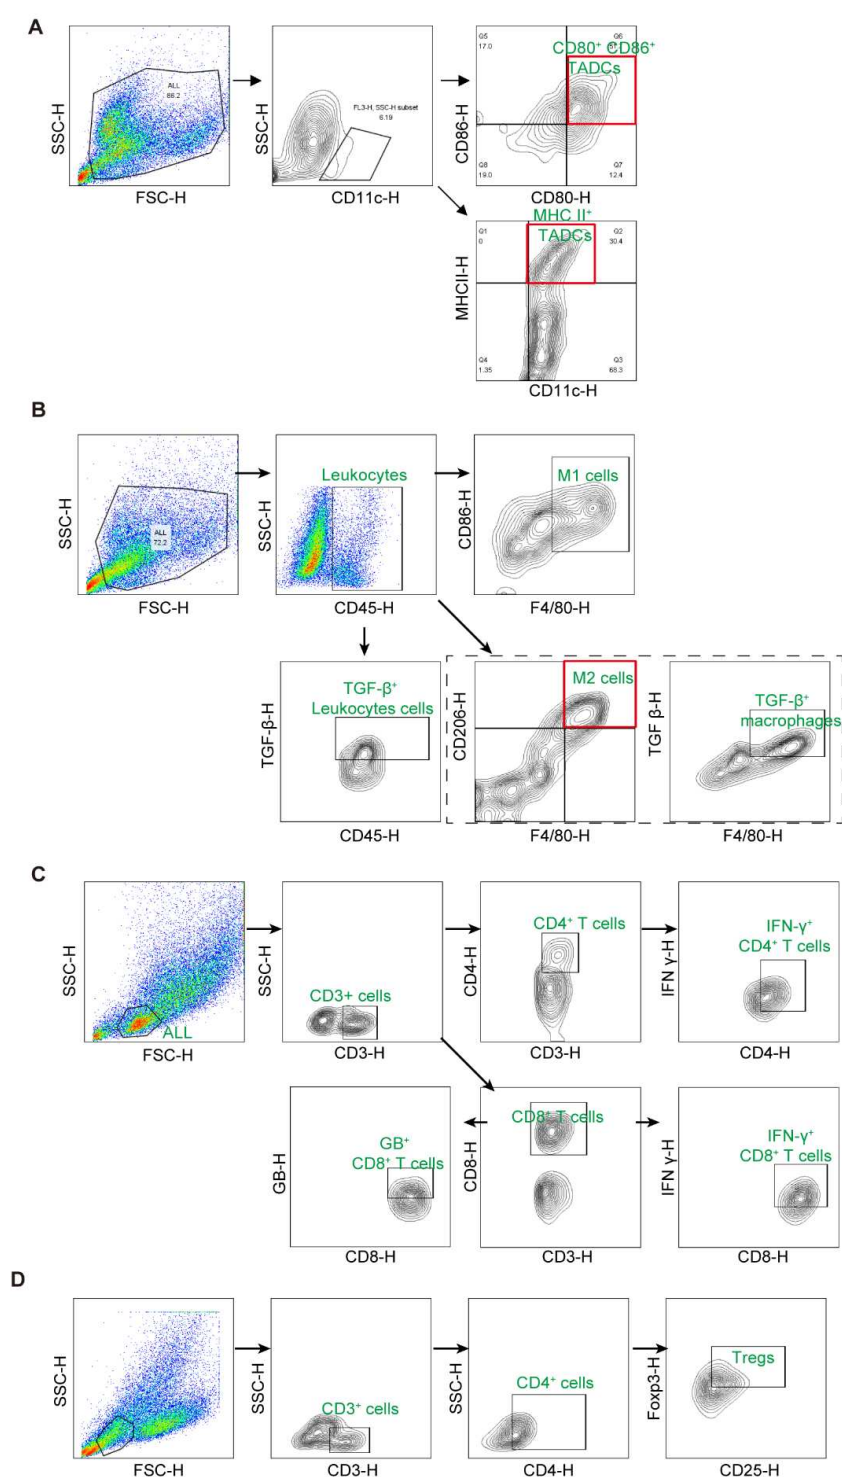 A
SSC-H
ALL
86.2
FSC-H
SSC-H
FL3-H, SSC-H subset
6.19
CD11c-H
CD86-H
Q5
17.0
Q6
CD80⁺ CD86⁺
TADCs
Q8
19.0
Q7
12.4
CD80-H
MHC II⁺
TADCs
MHCII-H
Q1
0
Q2
30.4
Q4
1.35
Q3
68.3
CD11c-H
B
SSC-H
ALL
72.2
FSC-H
SSC-H
Leukocytes
CD45-H
CD86-H
M1 cells
F4/80-H
TGF-β-H
TGF-β⁺
Leukocytes cells
CD45-H
CD206-H
M2 cells
F4/80-H
TGF β-H
TGF-β⁺
macrophages
F4/80-H
C
SSC-H
ALL
FSC-H
SSC-H
CD3+ cells
CD3-H
CD4-H
CD4⁺ T cells
CD3-H
IFN γ-H
IFN-γ⁺
CD4⁺ T cells
CD4-H
GB-H
GB⁺
CD8⁺ T cells
CD8-H
CD8-H
CD8⁺ T cells
CD3-H
IFN γ-H
IFN-γ⁺
CD8⁺ T cells
CD8-H
D
SSC-H
FSC-H
SSC-H
CD3⁺ cells
CD3-H
SSC-H
CD4⁺ cells
CD4-H
Foxp3-H
Tregs
CD25-H